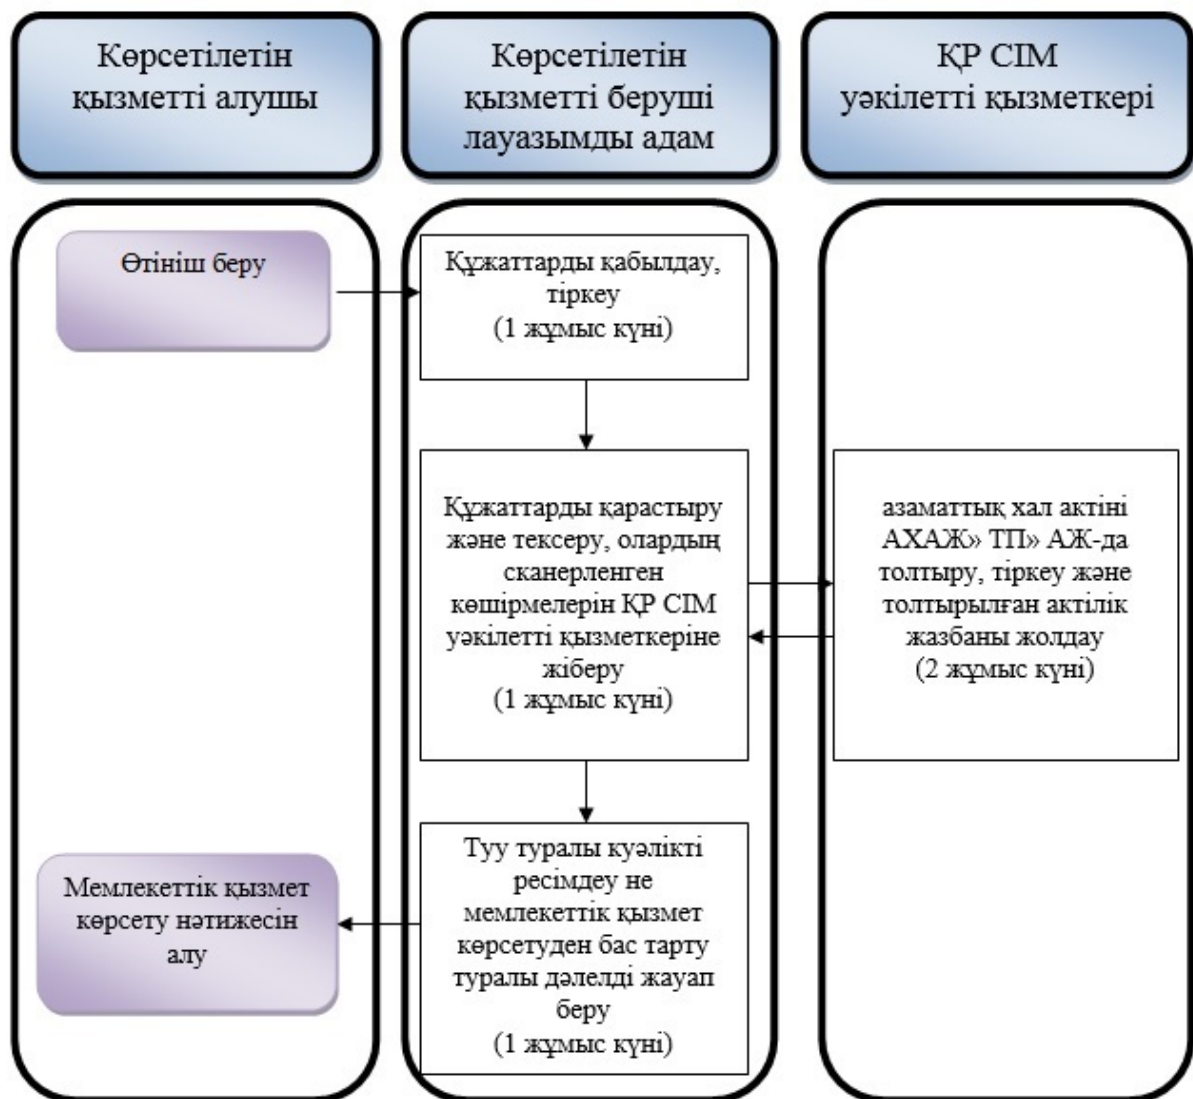 Көрсетілетін
қызметті алушы
Көрсетілетін
қызметті беруші
лауазымды адам
ҚР СІМ
уәкілетті қызметкері
Өтініш беру
Құжаттарды қабылдау,
тіркеу
(1 жұмыс күні)
Құжаттарды қарастыру
және тексеру, олардың
сканерленген
көшірмелерін ҚР СІМ
уәкілетті қызметкеріне
жіберу
(1 жұмыс күні)
азаматтық хал актіні
АХАЖ» ТП» АЖ-да
толтыру, тіркеу және
толтырылған актілік
жазбаны жолдау
(2 жұмыс күні)
Туу туралы куәлікті
ресімдеу не
мемлекеттік қызмет
көрсетуден бас тарту
туралы дәлелді жауап
беру
(1 жұмыс күні)
Мемлекеттік қызмет
көрсету нәтижесін
алу